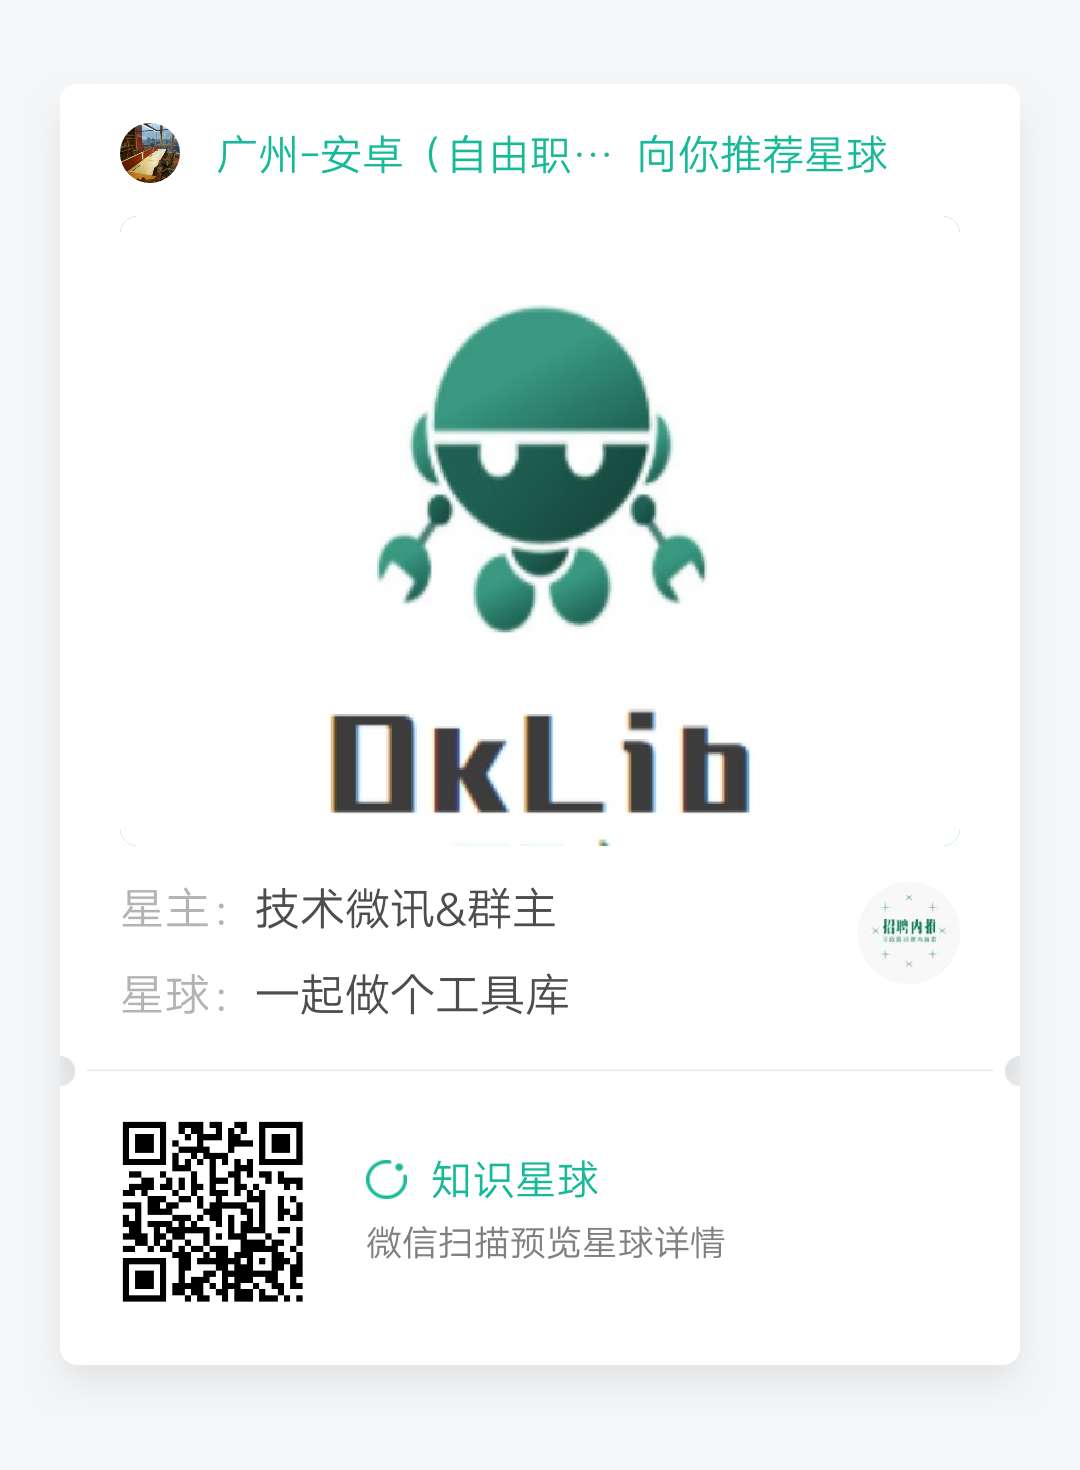 广州-安卓（自由职… 向你推荐星球
OkLib
星主：技术微讯&群主
招聘内推
星球：一起做个工具库
知识星球
微信扫描预览星球详情